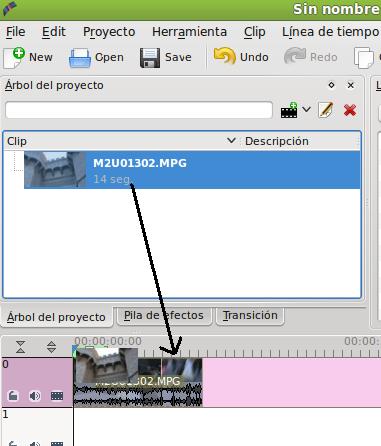 Sin nombre
File Edit Proyecto Herramienta Clip Línea de tiempo
New Open Save Undo Redo C
Árbol del proyecto
Clip Descripción
M2U01302.MPG
14 seg.
Árbol del proyecto Pila de efectos Transición
00:00:00:00 00:00:
0
M2U01302.MPG
1